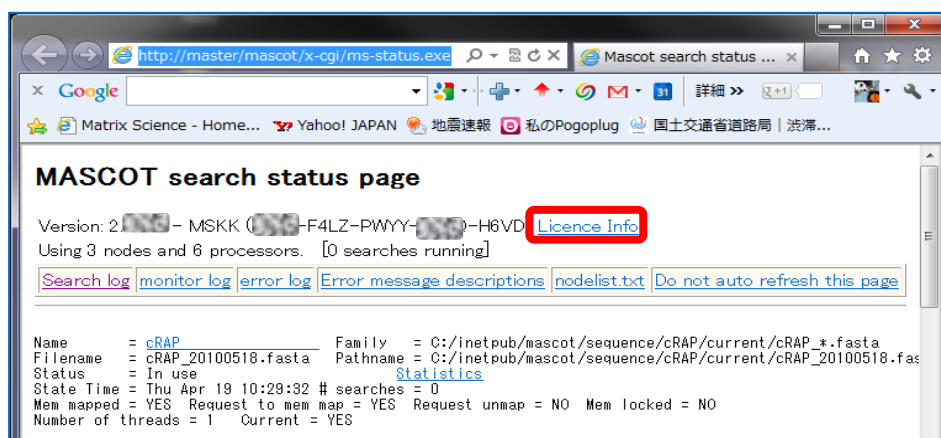 http://master/mascot/x-cgi/ms-status.exe Mascot search status ...
x Google 31 詳細 >> g+1
Matrix Science - Home... Yahoo! JAPAN 地震速報 私のPogoplug 国土交通省道路局|渋滞...
MASCOT search status page
Version: 2. - MSKK ( -F4LZ-PWYY- )-H6VD Licence Info
Using 3 nodes and 6 processors. [0 searches running]
Search log monitor log error log Error message descriptions nodelist.txt Do not auto refresh this page
Name = cRAP Family = C:/inetpub/mascot/sequence/cRAP/current/cRAP_*.fasta
Filename = cRAP_20100518.fasta Pathname = C:/inetpub/mascot/sequence/cRAP/current/cRAP_20100518.fas
Status = In use Statistics
State Time = Thu Apr 19 10:29:32 # searches = 0
Mem mapped = YES Request to mem map = YES Request unmap = NO Mem locked = NO
Number of threads = 1 Current = YES